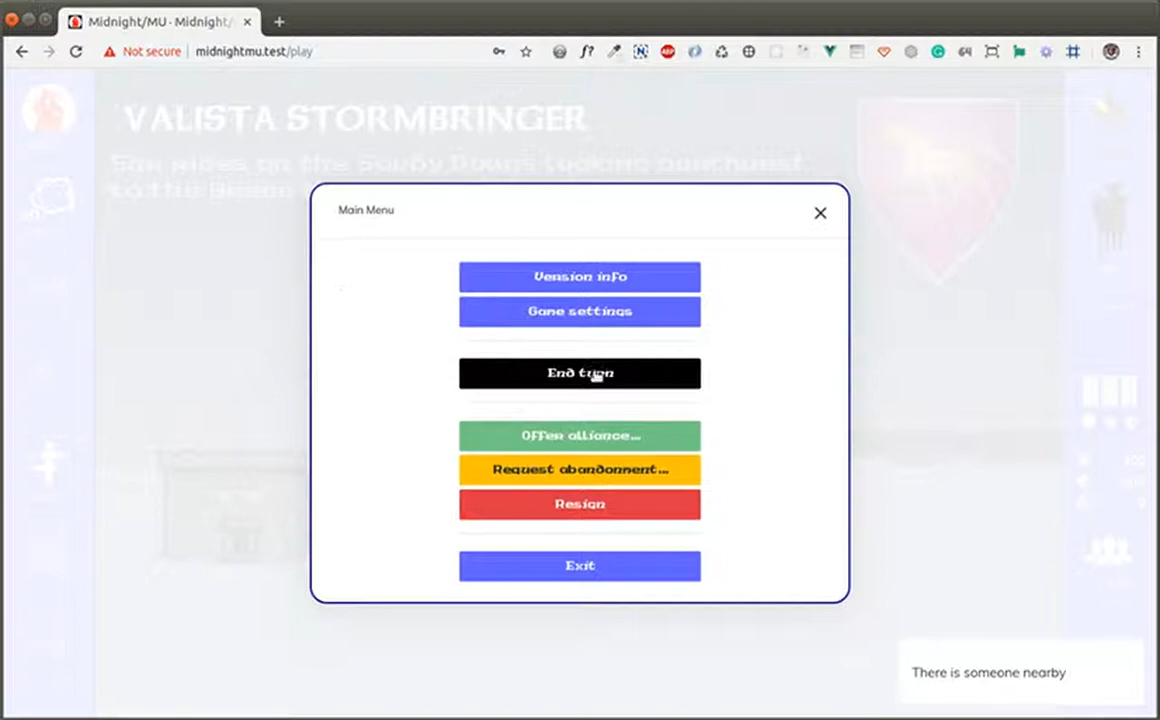 Midnight/MU · Midnight/
Not secure midnightmu.test/play
VALISTA STORMBRINGER
Main Menu
Version info
Game settings
End turn
Offer alliance...
Request abandonment...
Resign
Exit
There is someone nearby